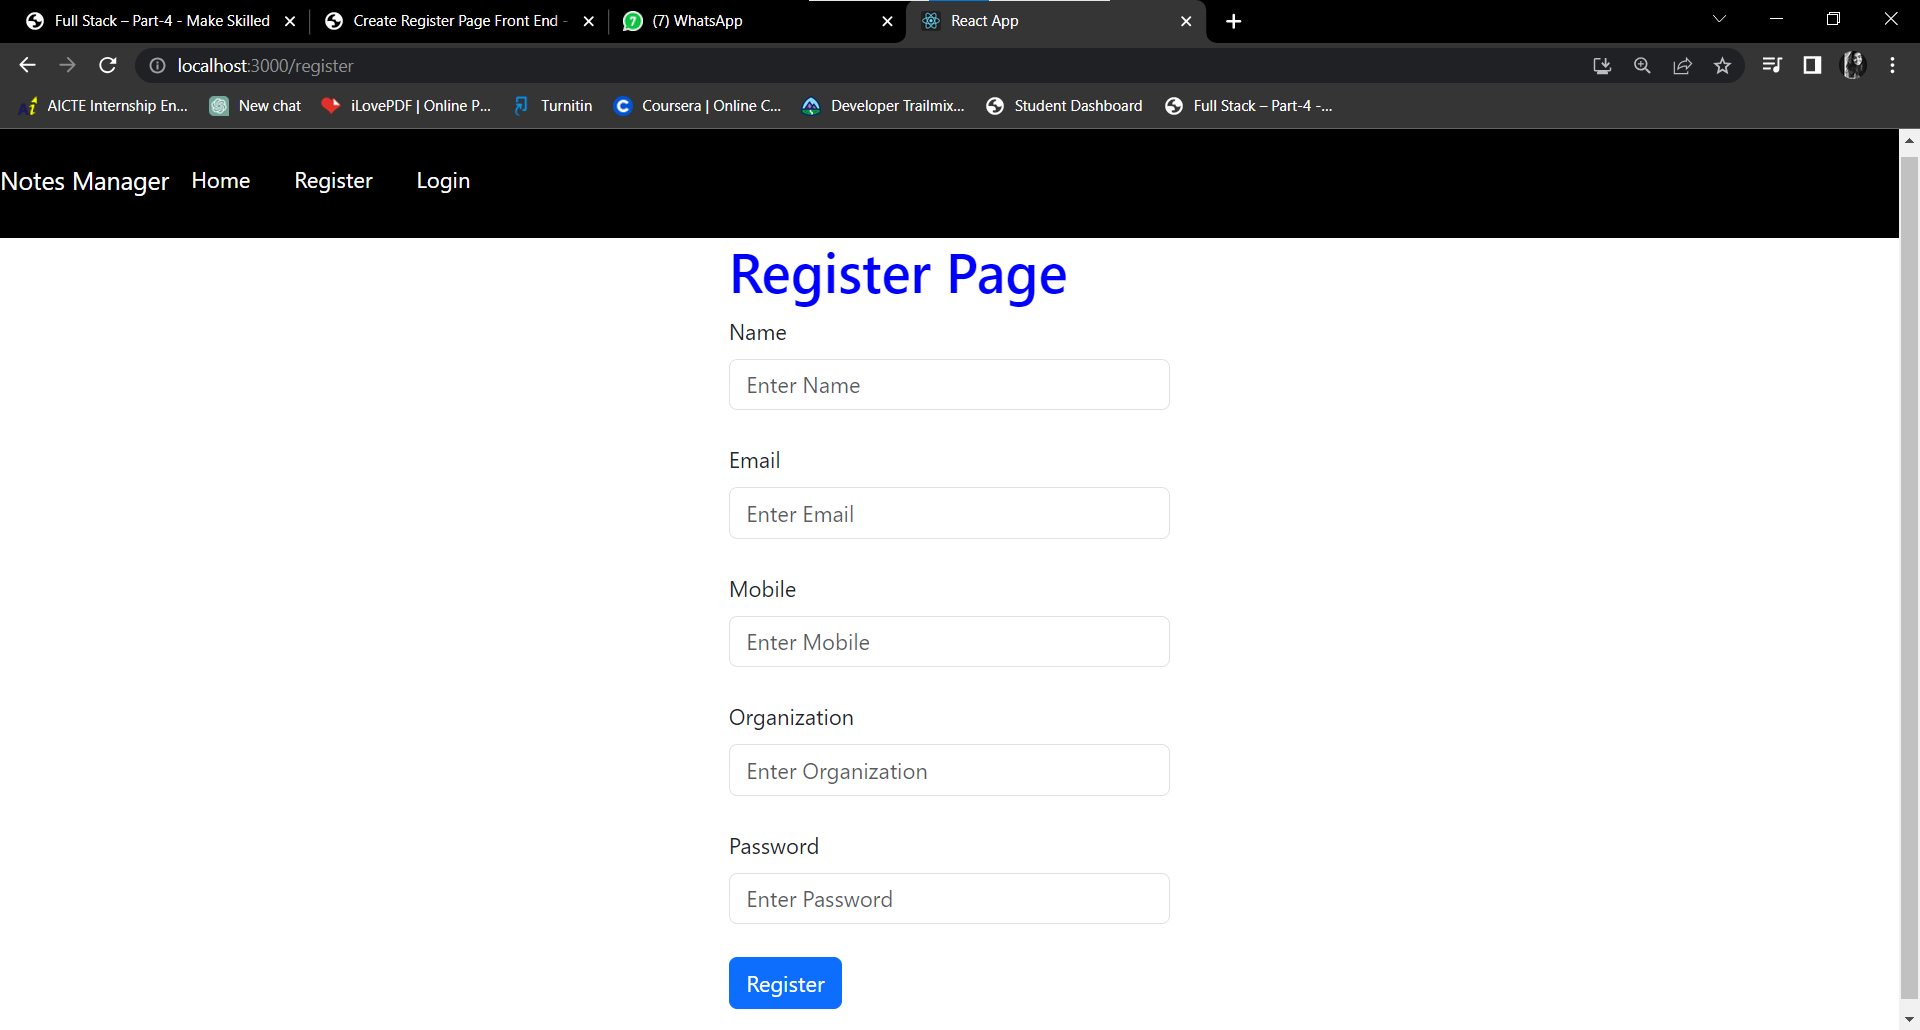 Full Stack – Part-4 - Make Skilled
Create Register Page Front End -
7 (7) WhatsApp
React App
localhost:3000/register
AICTE Internship En...
New chat
iLovePDF | Online P...
Turnitin
Coursera | Online C...
Developer Trailmix...
Student Dashboard
Full Stack – Part-4 -...
Notes Manager Home Register Login
Register Page
Name
Enter Name
Email
Enter Email
Mobile
Enter Mobile
Organization
Enter Organization
Password
Enter Password
Register